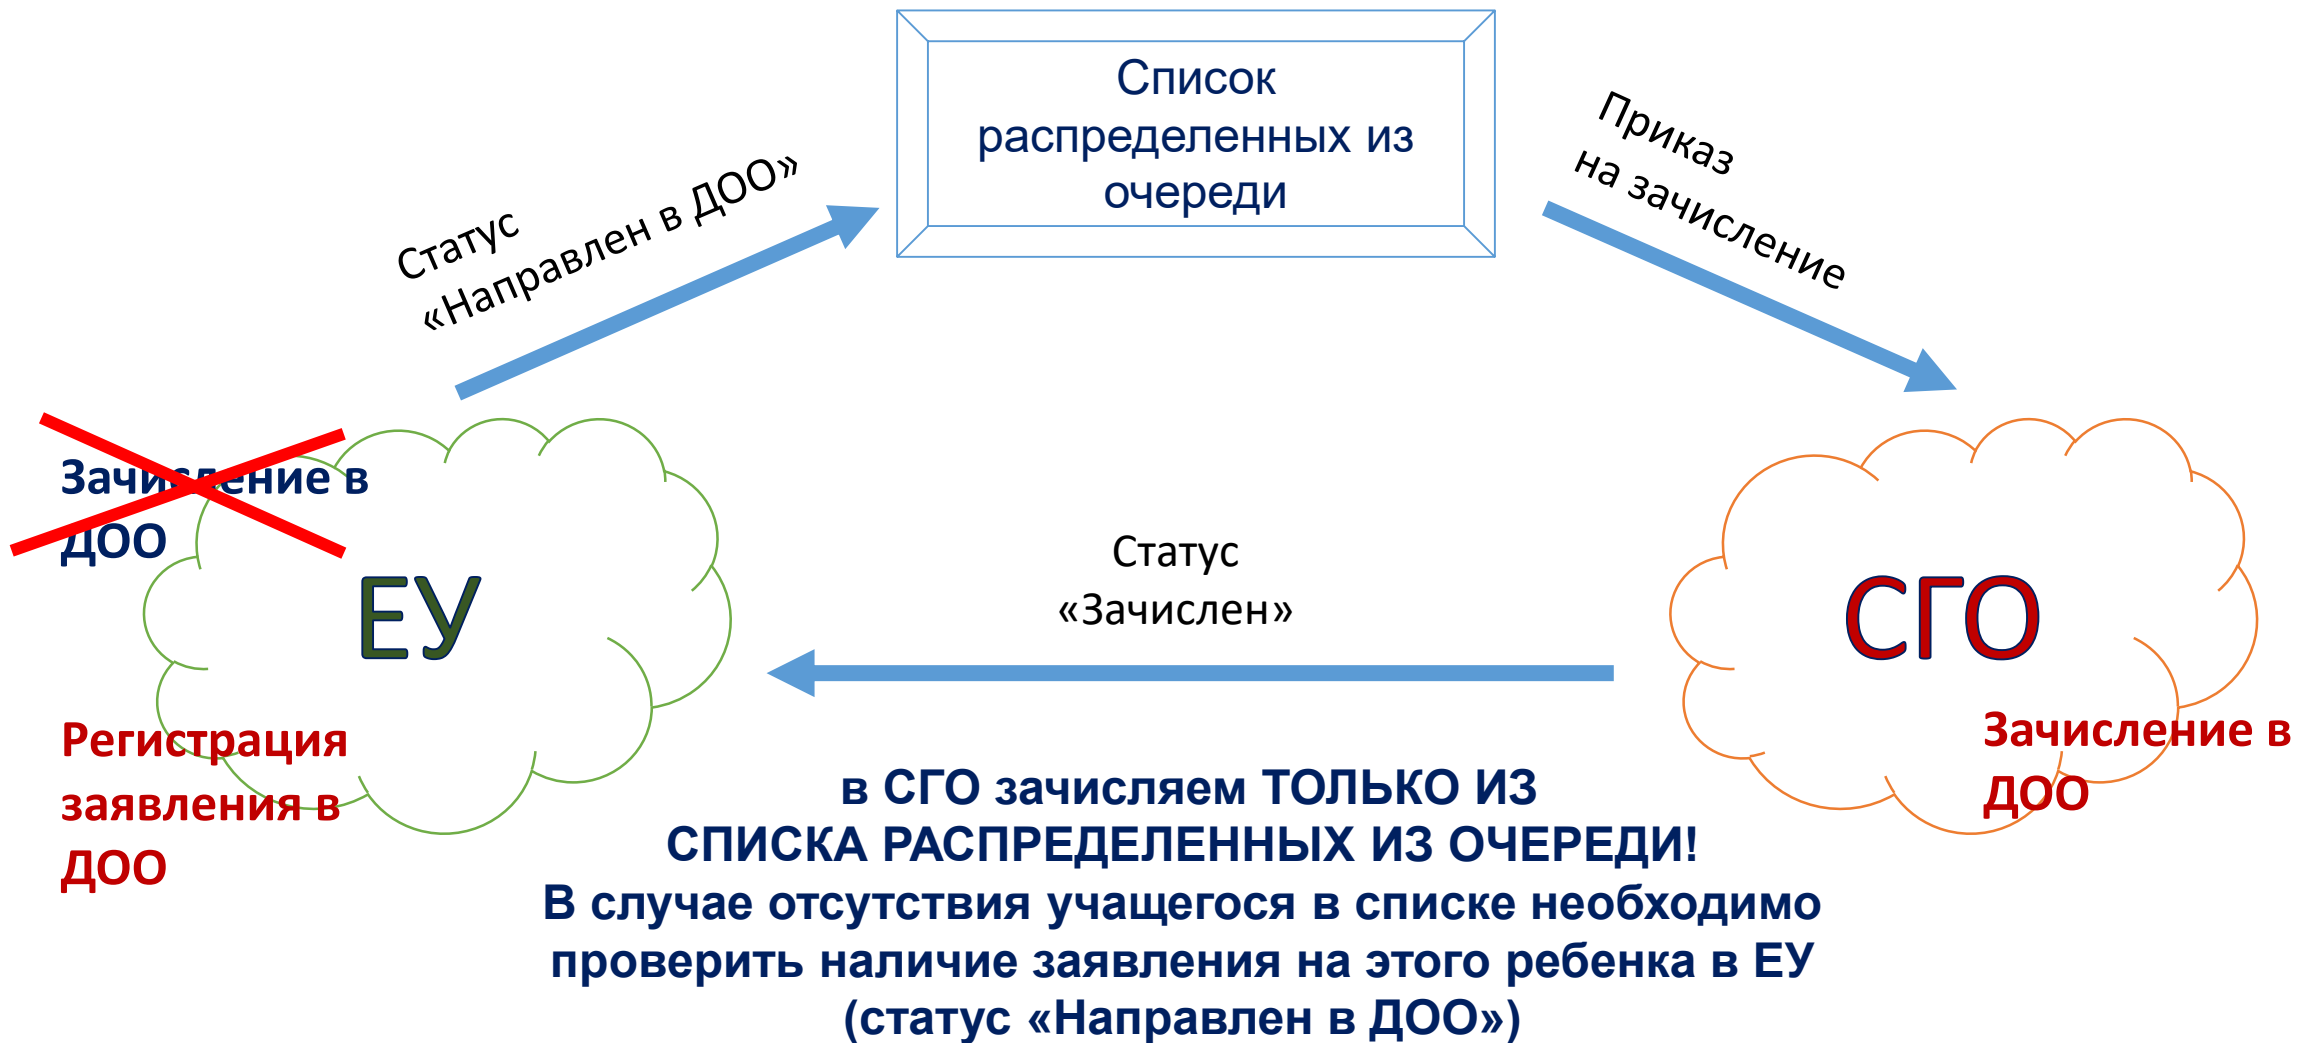 Список
распределенных из
очереди
Статус
«Направлен в ДОО»
Приказ
на зачисление
Зачисление в
ДОО
ЕУ
Регистрация
заявления в
ДОО
Статус
«Зачислен»
СГО
Зачисление в
ДОО
в СГО зачисляем ТОЛЬКО ИЗ
СПИСКА РАСПРЕДЕЛЕННЫХ ИЗ ОЧЕРЕДИ!
В случае отсутствия учащегося в списке необходимо
проверить наличие заявления на этого ребенка в ЕУ
(статус «Направлен в ДОО»)